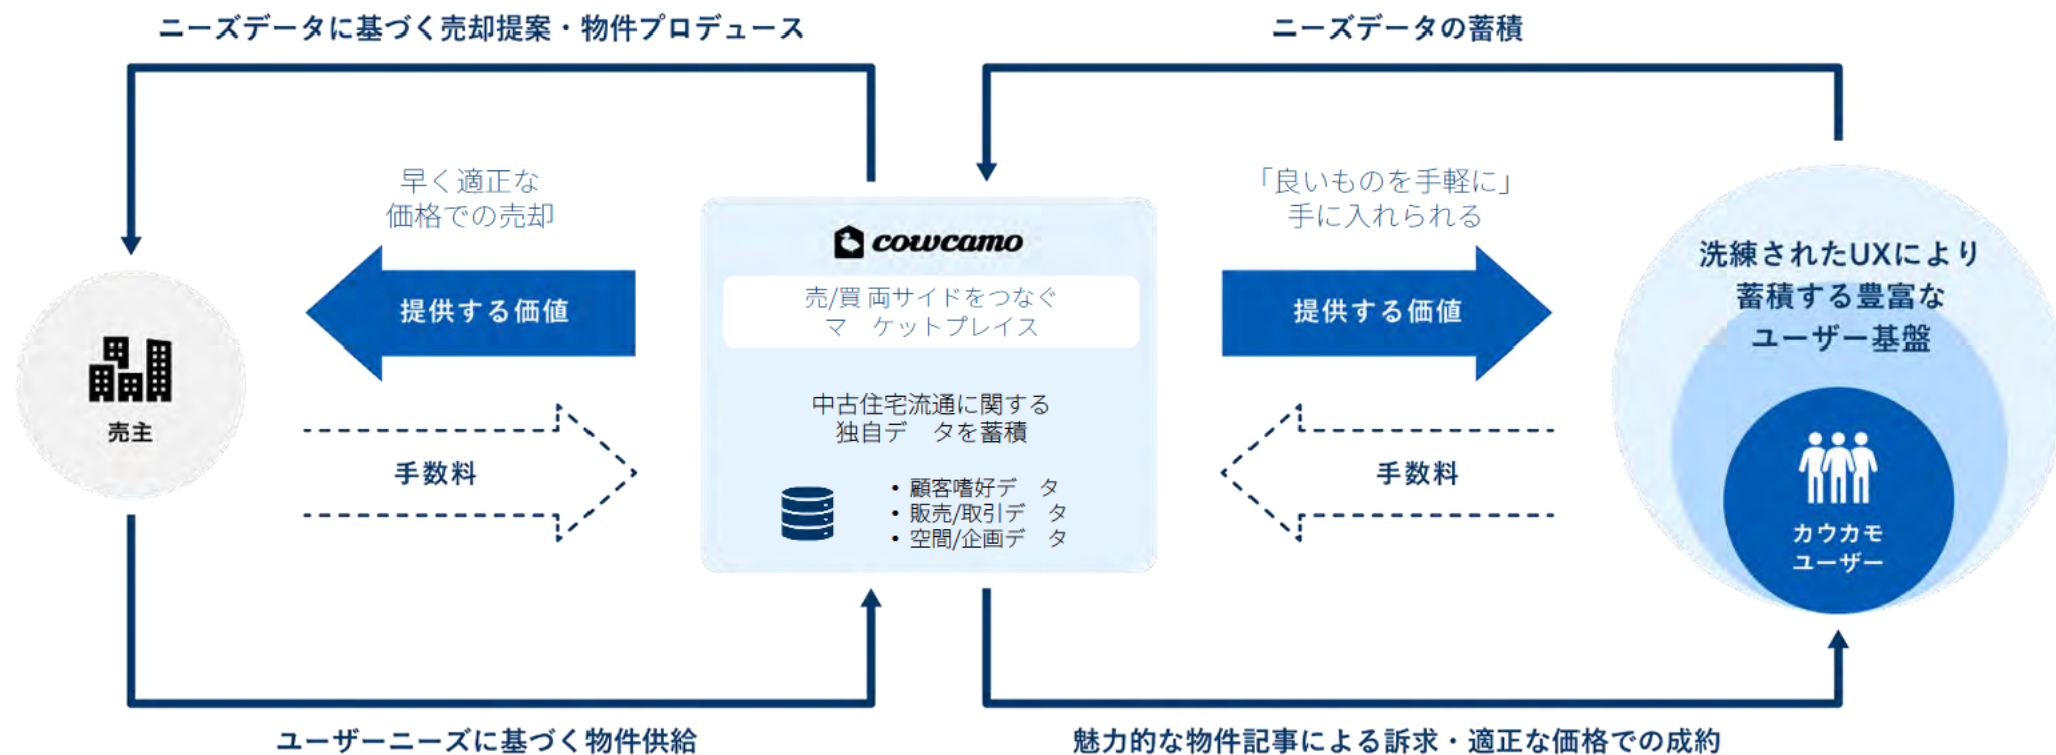 ニーズデータに基づく売却提案・物件プロデュース
ニーズデータの蓄積
早く適正な
価格での売却
提供する価値
手数料
売主
cowcamo
売/買 両サイドをつなぐ
マ ケットプレイス
中古住宅流通に関する
独自デ タを蓄積
• 顧客嗜好デ タ
• 販売/取引デ タ
• 空間/企画デ タ
「良いものを手軽に」
手に入れられる
提供する価値
手数料
洗練されたUXにより
蓄積する豊富な
ユーザー基盤
カウカモ
ユーザー
ユーザーニーズに基づく物件供給
魅力的な物件記事による訴求・適正な価格での成約